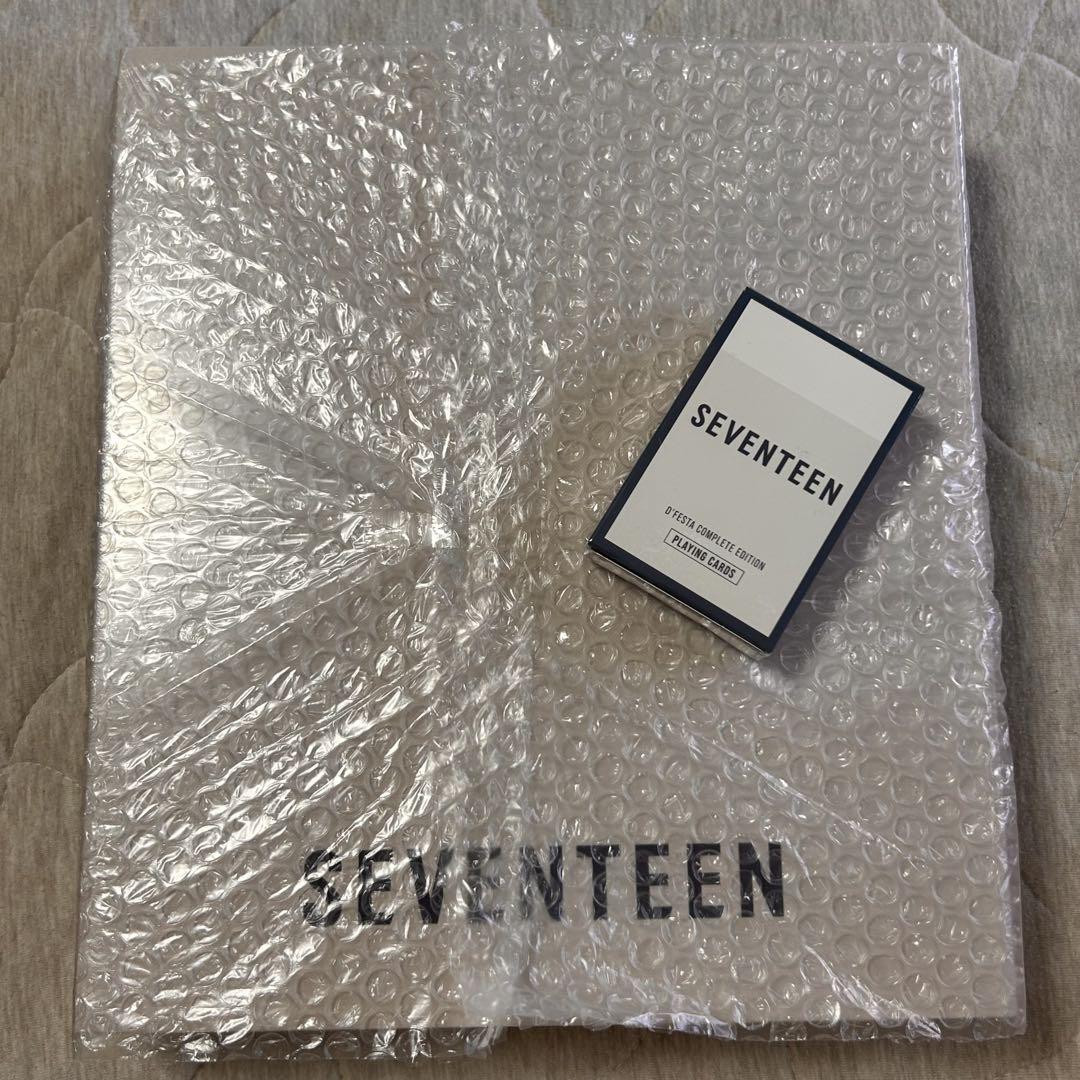 SEVENTEEN
D'FESTA COMPLETE EDITION
PLAYING CARDS
SEVENTEEN